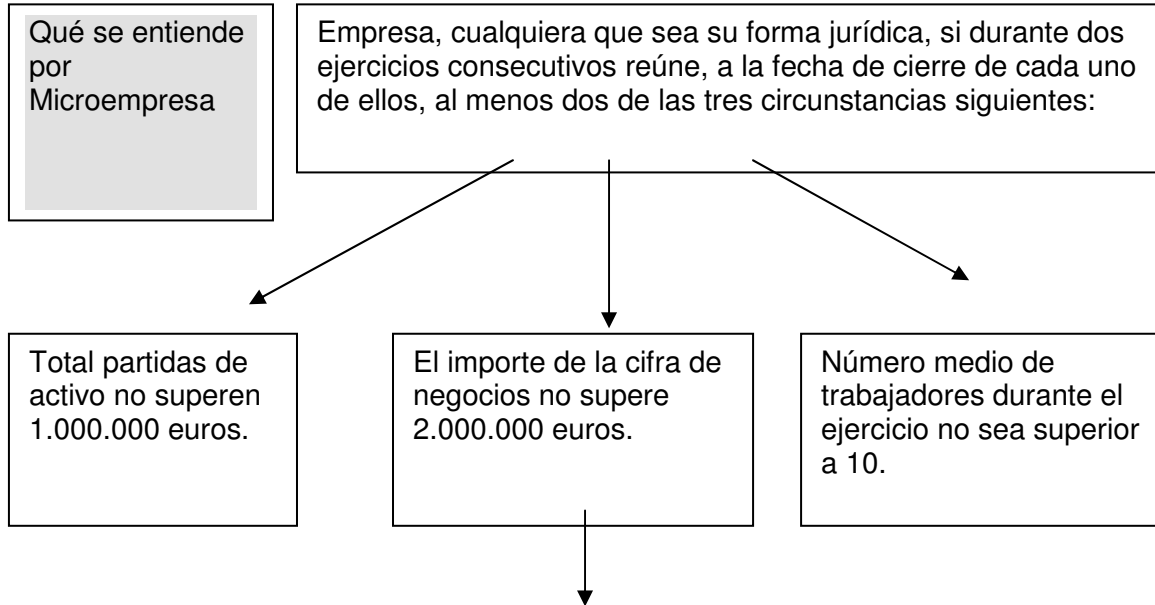 Qué se entiende
por
Microempresa
Empresa, cualquiera que sea su forma jurídica, si durante dos
ejercicios consecutivos reúne, a la fecha de cierre de cada uno
de ellos, al menos dos de las tres circunstancias siguientes:
Total partidas de
activo no superen
1.000.000 euros.
El importe de la cifra de
negocios no supere
2.000.000 euros.
Número medio de
trabajadores durante el
ejercicio no sea superior
a 10.